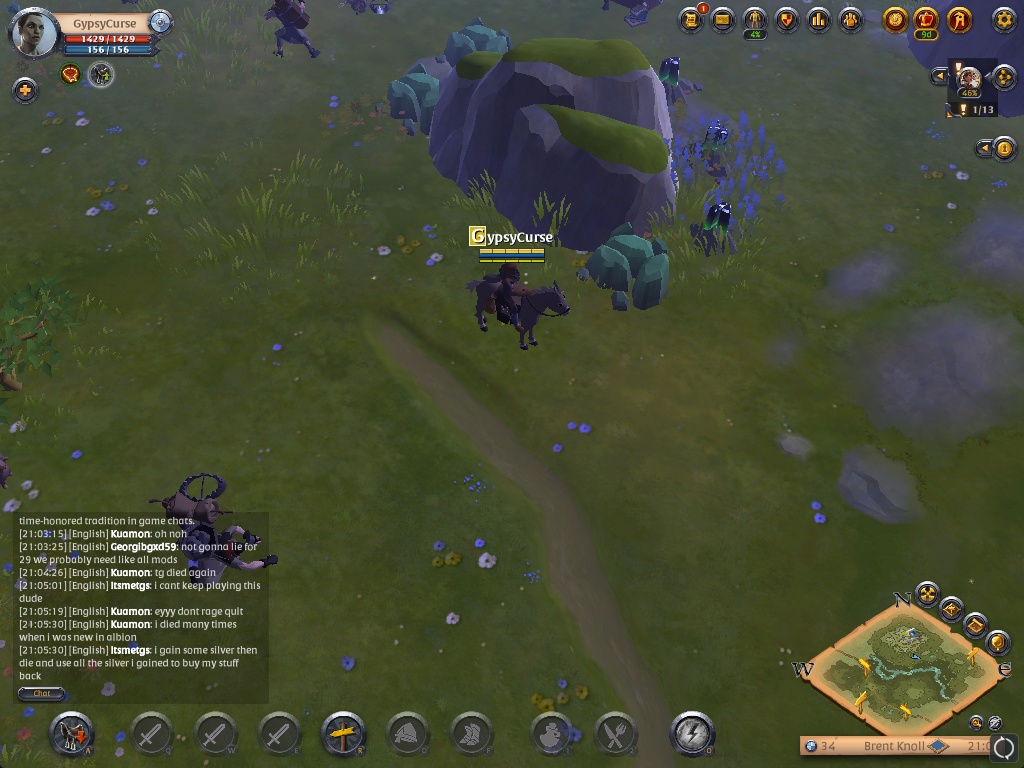 GypsyCurse
1429 / 1429
156 / 156
1
4%
9d
46%
1/13
GypsyCurse
time-honored tradition in game chats.
[21:03:15] [English] Kuamon: oh noh
[21:03:25] [English] Georgibgxd59: not gonna lie for
29 we probably need like all mods
[21:04:26] [English] Kuamon: tg died again
[21:05:01] [English] Itsmetgs: i cant keep playing this
dude
[21:05:19] [English] Kuamon: eyyy dont rage quit
[21:05:30] [English] Kuamon: i died many times
when i was new in albion
[21:05:30] [English] Itsmetgs: i gain some silver then
die and use all the silver i gained to buy my stuff
back
Chat
N
W
E
A
Q
W
E
R
D
F
34 Brent Knoll